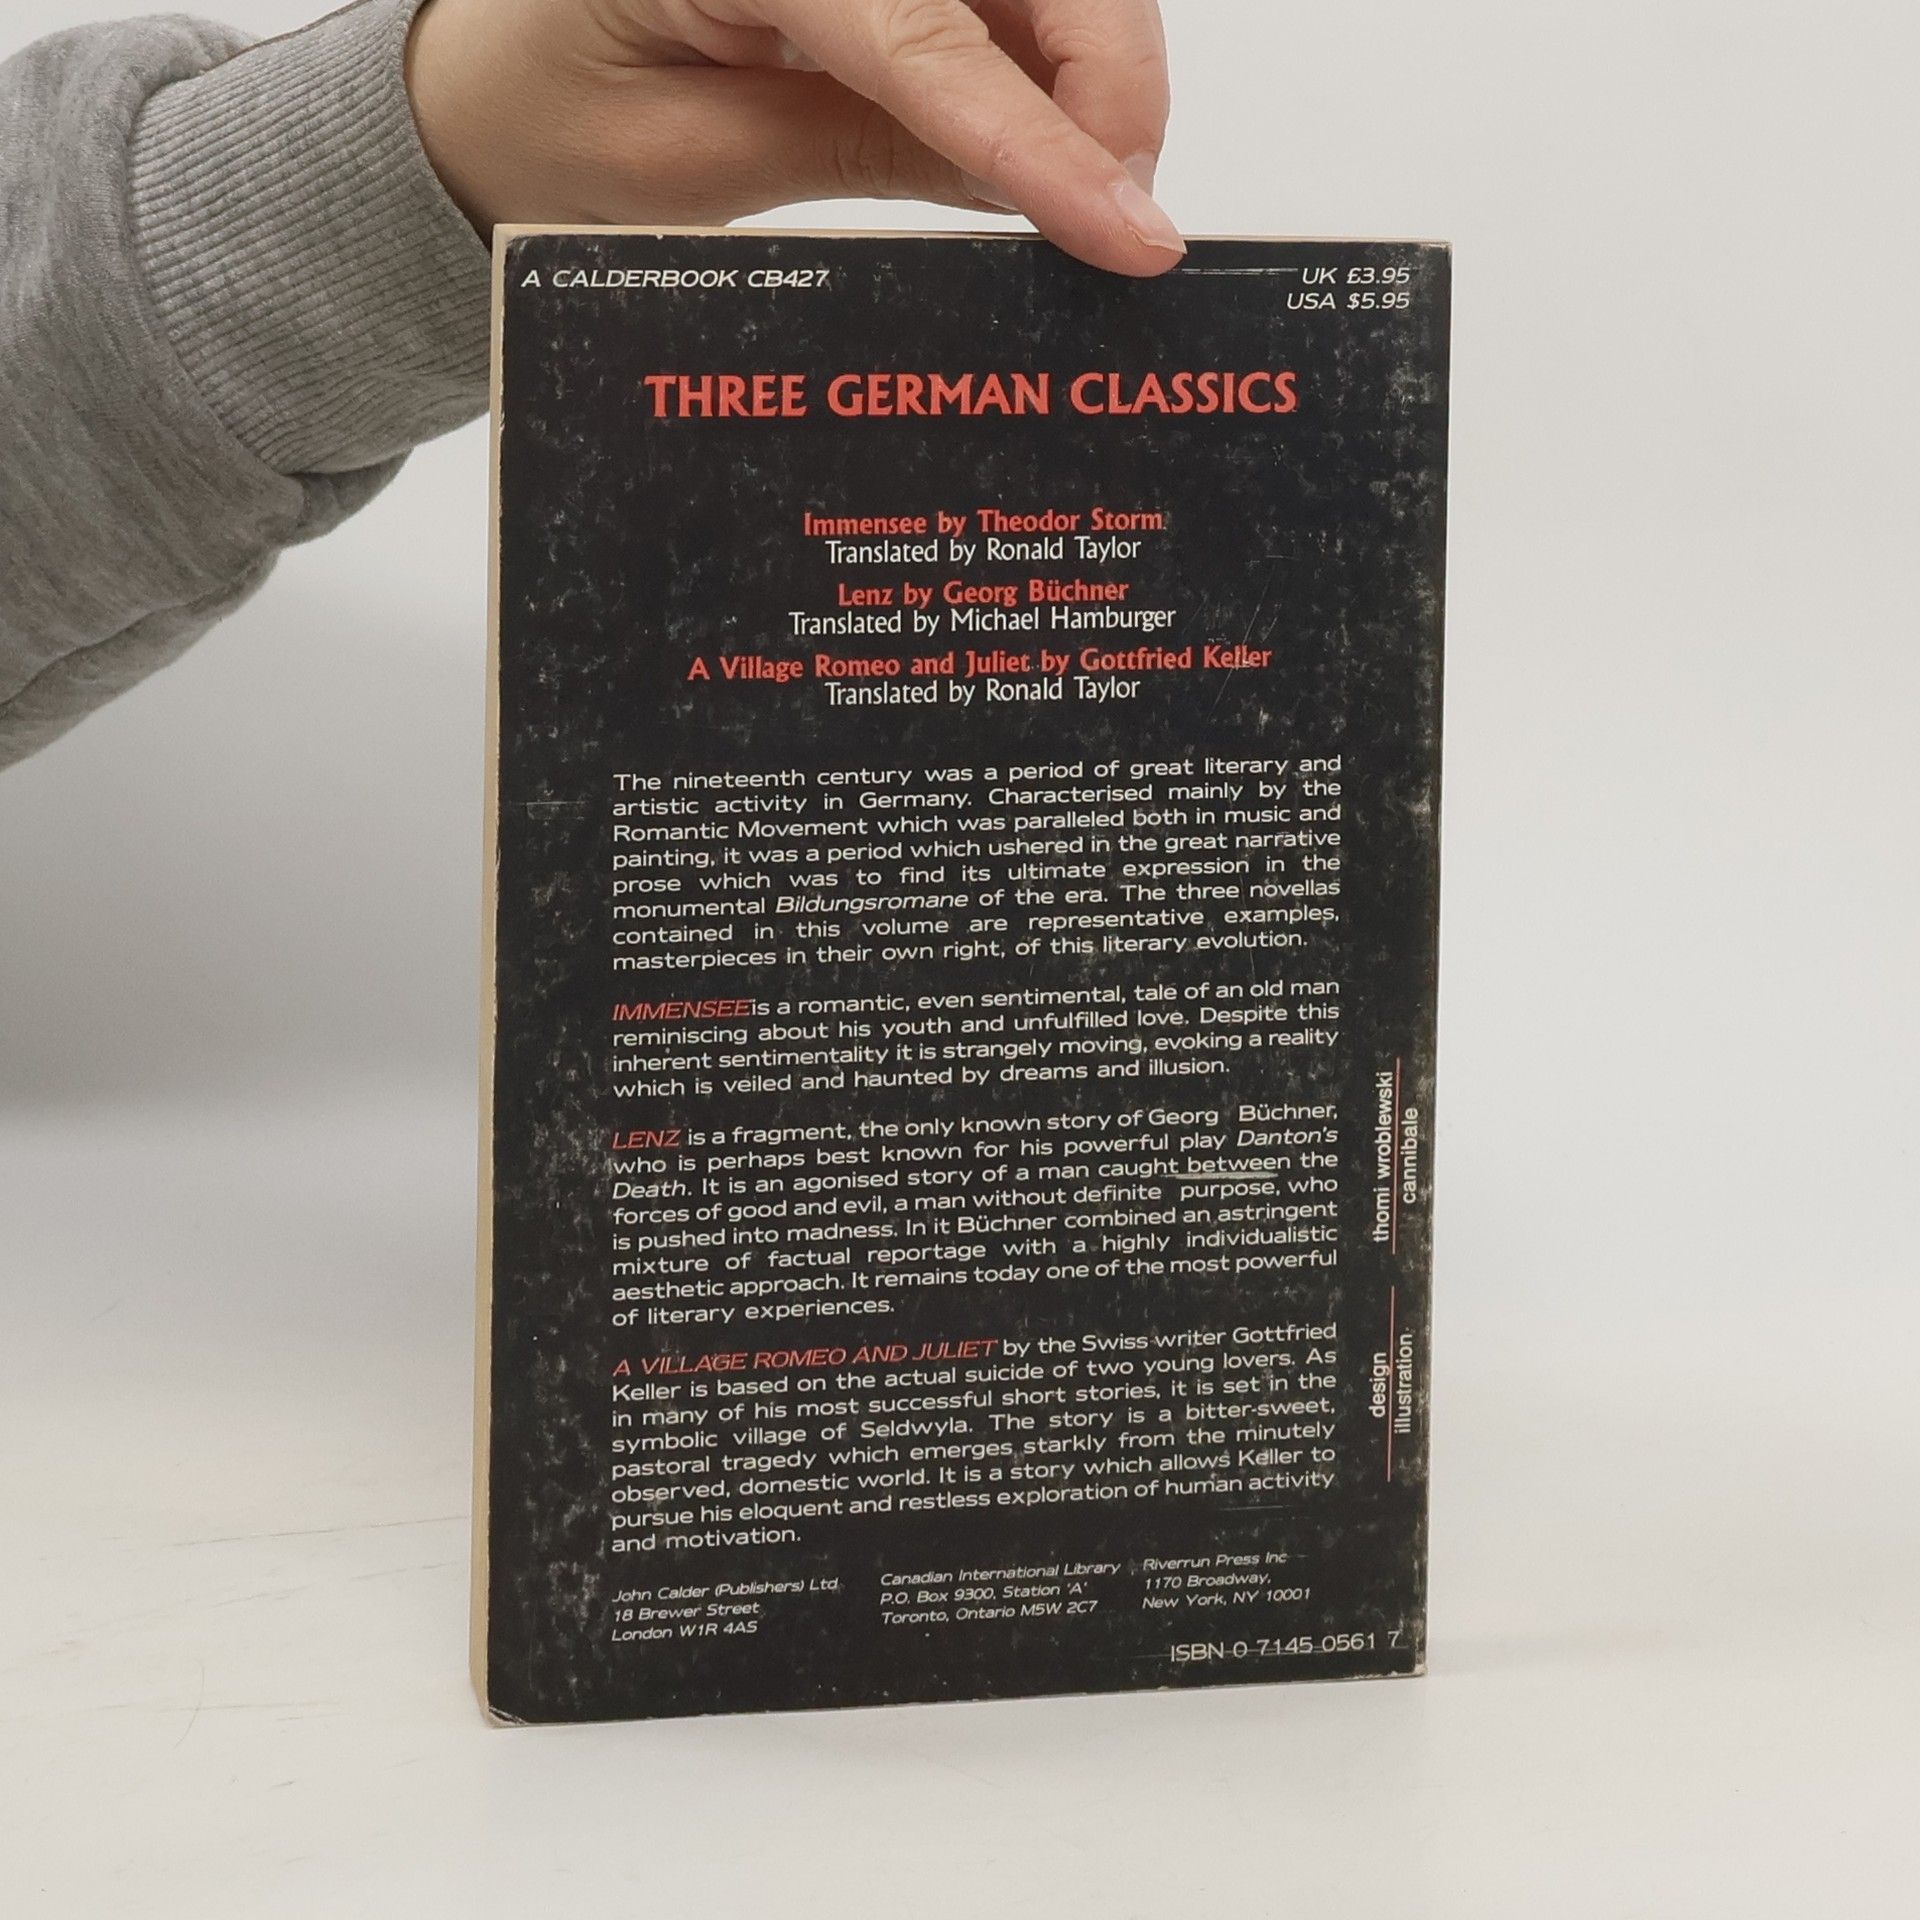 A CALDERBOOK CB427
UK £3.95
USA $5.95
THREE GERMAN CLASSICS
Immensee by Theodor Storm
Translated by Ronald Taylor
Lenz by Georg Büchner
Translated by Michael Hamburger
A Village Romeo and Juliet by Gottfried Keller
Translated by Ronald Taylor
The nineteenth century was a period of great literary and
artistic activity in Germany. Characterised mainly by the
Romantic Movement which was paralleled both in music and
painting, it was a period which ushered in the great narrative
prose which was to find its ultimate expression in the
monumental Bildungsromane of the era. The three novellas
contained in this volume are representative examples,
masterpieces in their own right, of this literary evolution.
IMMENSEE is a romantic, even sentimental, tale of an old man
reminiscing about his youth and unfulfilled love. Despite this
inherent sentimentality it is strangely moving, evoking a reality
which is veiled and haunted by dreams and illusion.
LENZ is a fragment, the only known story of Georg Büchner,
who is perhaps best known for his powerful play Danton's
Death. It is an agonised story of a man caught between the
forces of good and evil, a man without definite purpose, who
is pushed into madness. In it Büchner combined an astringent
mixture of factual reportage with a highly individualistic
aesthetic approach. It remains today one of the most powerful
of literary experiences.
A VILLAGE ROMEO AND JULIET by the Swiss writer Gottfried
Keller is based on the actual suicide of two young lovers. As
in many of his most successful short stories, it is set in the
symbolic village of Seldwyla. The story is a bitter-sweet,
pastoral tragedy which emerges starkly from the minutely
observed, domestic world. It is a story which allows Keller to
pursue his eloquent and restless exploration of human activity
and motivation.
design thomi wroblewski
illustration cannibale
John Calder (Publishers) Ltd
18 Brewer Street
London W1R 4AS
Canadian International Library
P.O. Box 9300, Station 'A'
Toronto, Ontario M5W 2C7
Riverrun Press Inc
1170 Broadway,
New York, NY 10001
ISBN 0 7145 0561 7